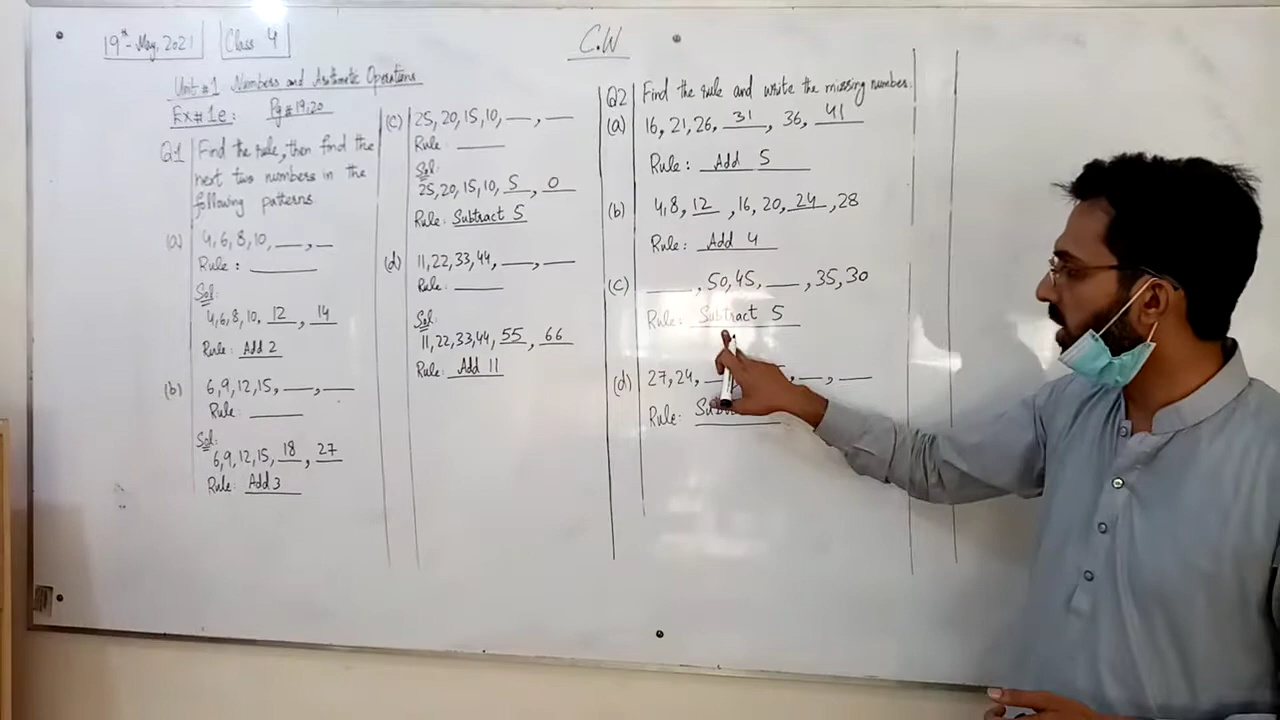 19th- May, 2021
Class 4
C.W
Unit #1 Numbers and Arithmetic Operations
Ex# 1e: Pg # 19,20
Q1 Find the rule, then find the
next two numbers in the
following patterns
(a) 4, 6, 8, 10, ___, ___
Rule: ______
Sol:
4, 6, 8, 10, 12, 14
Rule: Add 2
(b) 6, 9, 12, 15, ___, ___
Rule: ______
Sol:
6, 9, 12, 15, 18, 27
Rule: Add 3
(c) 25, 20, 15, 10, ___, ___
Rule: ______
Sol:
25, 20, 15, 10, 5, 0
Rule: Subtract 5
(d) 11, 22, 33, 44, ___, ___
Rule: ______
Sol:
11, 22, 33, 44, 55, 66
Rule: Add 11
Q2 Find the rule and write the missing number.
(a) 16, 21, 26, 31, 36, 41
Rule: Add 5
(b) 4, 8, 12, 16, 20, 24, 28
Rule: Add 4
(c) ___, 50, 45, ___, 35, 30
Rule: Subtract 5
(d) 27, 24, ___, ___, ___
Rule: